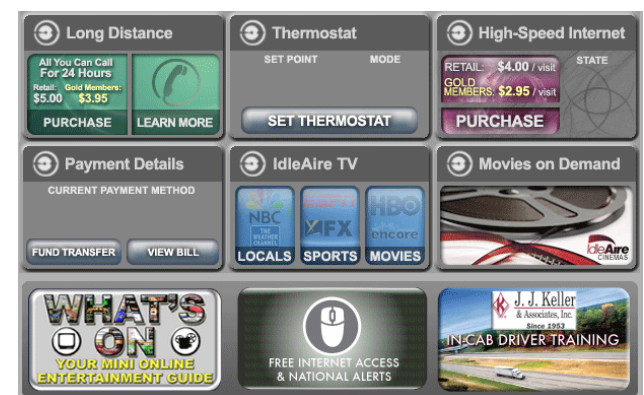 Long Distance
All You Can Call
For 24 Hours
Retail: Gold Members:
$5.00 $3.95
PURCHASE
LEARN MORE
Thermostat
SET POINT MODE
SET THERMOSTAT
High-Speed Internet
RETAIL: $4.00 / visit
GOLD
MEMBERS: $2.95 / visit
STATE
PURCHASE
Payment Details
CURRENT PAYMENT METHOD
FUND TRANSFER
VIEW BILL
IdleAire TV
NBC
THE
WEATHER
CHANNEL
LOCALS
ESPN
FX
SPORTS
HBO
encore
MOVIES
Movies on Demand
IdleAire
CINEMAS
WHAT'S
ON
YOUR MINI ONLINE
ENTERTAINMENT GUIDE
FREE INTERNET ACCESS
& NATIONAL ALERTS
J. J. Keller
& Associates, Inc.
Since 1953
IN-CAB DRIVER TRAINING